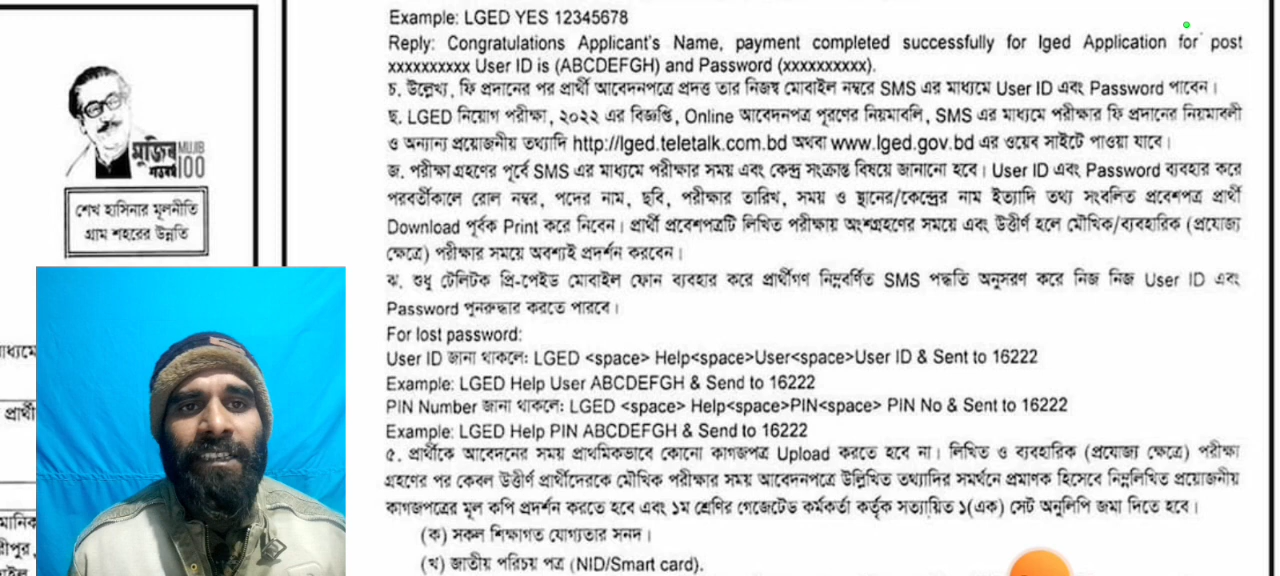 Example: LGED YES 12345678
Reply: Congratulations Applicant's Name, payment completed successfully for lged Application for post
xxxxxxxxxx User ID is (ABCDEFGH) and Password (xxxxxxxxxx).
চ. উল্লেখ্য, ফি প্রদানের পর প্রার্থী আবেদনপত্রে প্রদত্ত তার নিজস্ব মোবাইল নম্বরে SMS এর মাধ্যমে User ID এবং Password পাবেন।
ছ. LGED নিয়োগ পরীক্ষা, ২০২২ এর বিজ্ঞপ্তি, Online আবেদনপত্র পূরণের নিয়মাবলি, SMS এর মাধ্যমে পরীক্ষার ফি প্রদানের নিয়মাবলী
ও অন্যান্য প্রয়োজনীয় তথ্যাদি http://lged.teletalk.com.bd অথবা www.lged.gov.bd এর ওয়েব সাইটে পাওয়া যাবে।
জ. পরীক্ষা গ্রহণের পূর্বে SMS এর মাধ্যমে পরীক্ষার সময় এবং কেন্দ্র সংক্রান্ত বিষয়ে জানানো হবে। User ID এবং Password ব্যবহার করে
পরবর্তীকালে রোল নম্বর, পদের নাম, ছবি, পরীক্ষার তারিখ, সময় ও স্থানের/কেন্দ্রের নাম ইত্যাদি তথ্য সংবলিত প্রবেশপত্র প্রার্থী
Download পূর্বক Print করে নিবেন। প্রার্থী প্রবেশপত্রটি লিখিত পরীক্ষায় অংশগ্রহণের সময়ে এবং উত্তীর্ণ হলে মৌখিক/ব্যবহারিক (প্রযোজ্য
ক্ষেত্রে) পরীক্ষার সময়ে অবশ্যই প্রদর্শন করবেন।
ঝ. শুধু টেলিটক প্রি-পেইড মোবাইল ফোন ব্যবহার করে প্রার্থীগণ নিম্নবর্ণিত SMS পদ্ধতি অনুসরণ করে নিজ নিজ User ID এবং
Password পুনরুদ্ধার করতে পারবে।
For lost password:
User ID জানা থাকলে: LGED <space> Help<space>User<space>User ID & Sent to 16222
Example: LGED Help User ABCDEFGH & Send to 16222
PIN Number জানা থাকলে: LGED <space> Help<space>PIN<space> PIN No & Sent to 16222
Example: LGED Help PIN ABCDEFGH & Send to 16222
৫. প্রার্থীকে আবেদনের সময় প্রাথমিকভাবে কোনো কাগজপত্র Upload করতে হবে না। লিখিত ও ব্যবহারিক (প্রযোজ্য ক্ষেত্রে) পরীক্ষা
গ্রহণের পর কেবল উত্তীর্ণ প্রার্থীদেরকে মৌখিক পরীক্ষার সময় আবেদনপত্রে উল্লিখিত তথ্যাদির সমর্থনে প্রমাণক হিসেবে নিম্নলিখিত প্রয়োজনীয়
কাগজপত্রের মূল কপি প্রদর্শন করতে হবে এবং ১ম শ্রেণির গেজেটেড কর্মকর্তা কর্তৃক সত্যায়িত ১(এক) সেট অনুলিপি জমা দিতে হবে।
(ক) সকল শিক্ষাগত যোগ্যতার সনদ।
(খ) জাতীয় পরিচয় পত্র (NID/Smart card).
মুজিব MUJIB
শতবর্ষ 100
শেখ হাসিনার মূলনীতি
গ্রাম শহরের উন্নতি